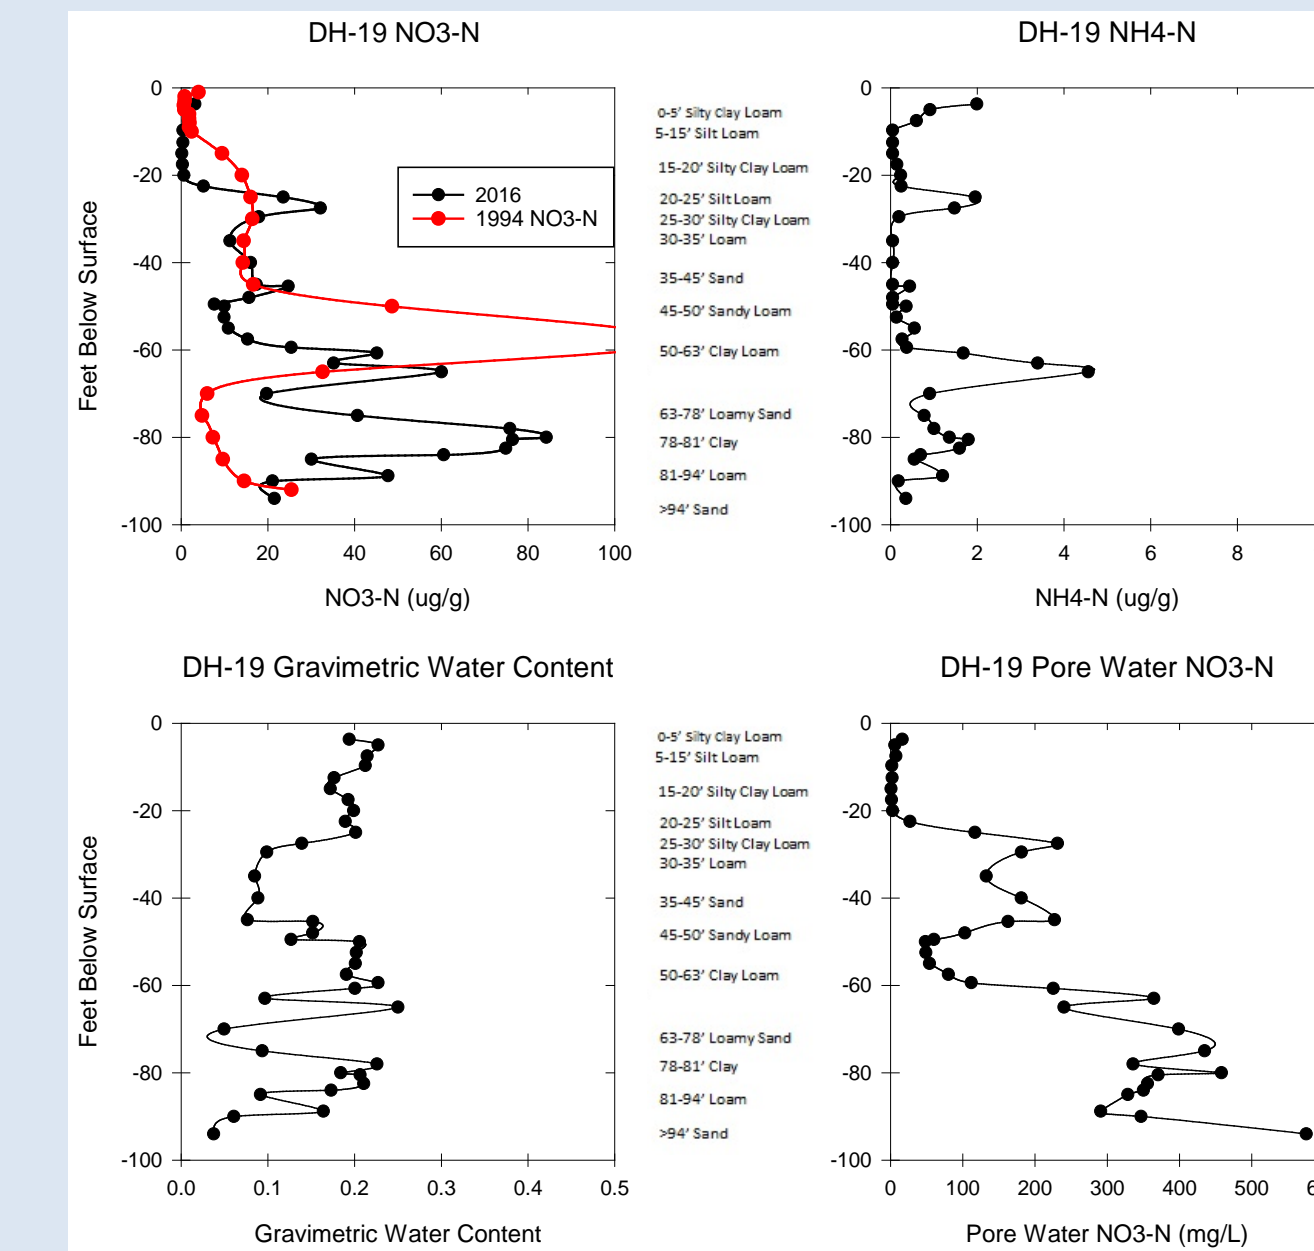 DH-19 NO3-N
0
-20
-40
-60
-80
-100
Feet Below Surface
2016
1994 NO3-N
0 20 40 60 80 100
NO3-N (ug/g)
0-5' Silty Clay Loam
5-15' Silt Loam
15-20' Silty Clay Loam
20-25' Silt Loam
25-30' Silty Clay Loam
30-35' Loam
35-45' Sand
45-50' Sandy Loam
50-63' Clay Loam
63-78' Loamy Sand
78-81' Clay
81-94' Loam
>94' Sand
DH-19 NH4-N
0
-20
-40
-60
-80
-100
0 2 4 6 8
NH4-N (ug/g)
DH-19 Gravimetric Water Content
0
-20
-40
-60
-80
-100
Feet Below Surface
0.0 0.1 0.2 0.3 0.4 0.5
Gravimetric Water Content
0-5' Silty Clay Loam
5-15' Silt Loam
15-20' Silty Clay Loam
20-25' Silt Loam
25-30' Silty Clay Loam
30-35' Loam
35-45' Sand
45-50' Sandy Loam
50-63' Clay Loam
63-78' Loamy Sand
78-81' Clay
81-94' Loam
>94' Sand
DH-19 Pore Water NO3-N
0
-20
-40
-60
-80
-100
0 100 200 300 400 500
Pore Water NO3-N (mg/L)